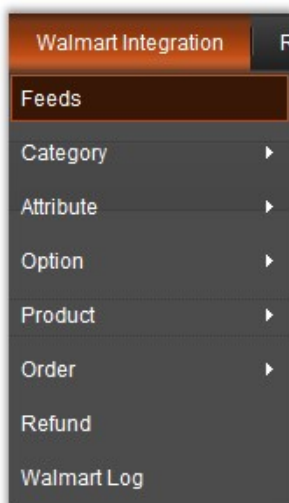 Walmart Integration
Feeds
Category
Attribute
Option
Product
Order
Refund
Walmart Log